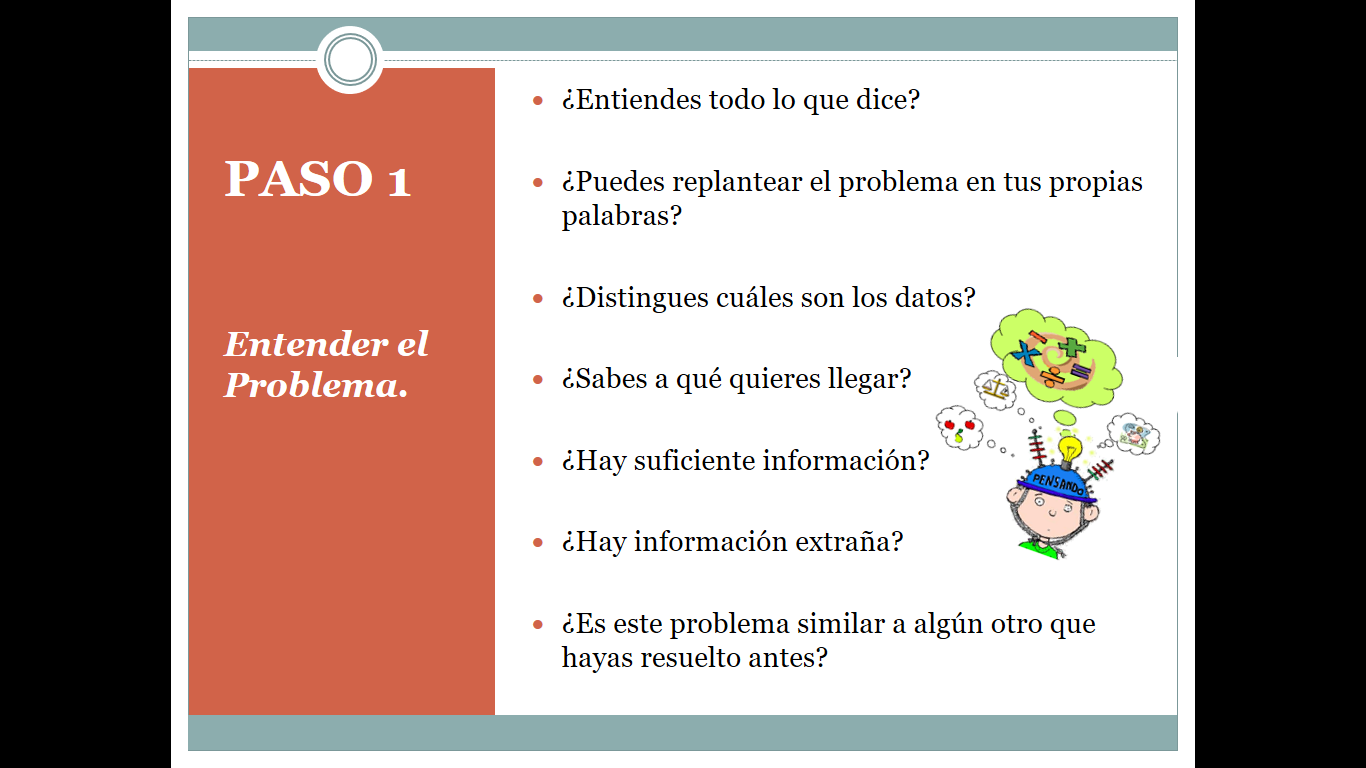 PASO 1
Entender el
Problema.
¿Entiendes todo lo que dice?
¿Puedes replantear el problema en tus propias
palabras?
¿Distingues cuáles son los datos?
¿Sabes a qué quieres llegar?
¿Hay suficiente información?
¿Hay información extraña?
¿Es este problema similar a algún otro que
hayas resuelto antes?
PENSANDO